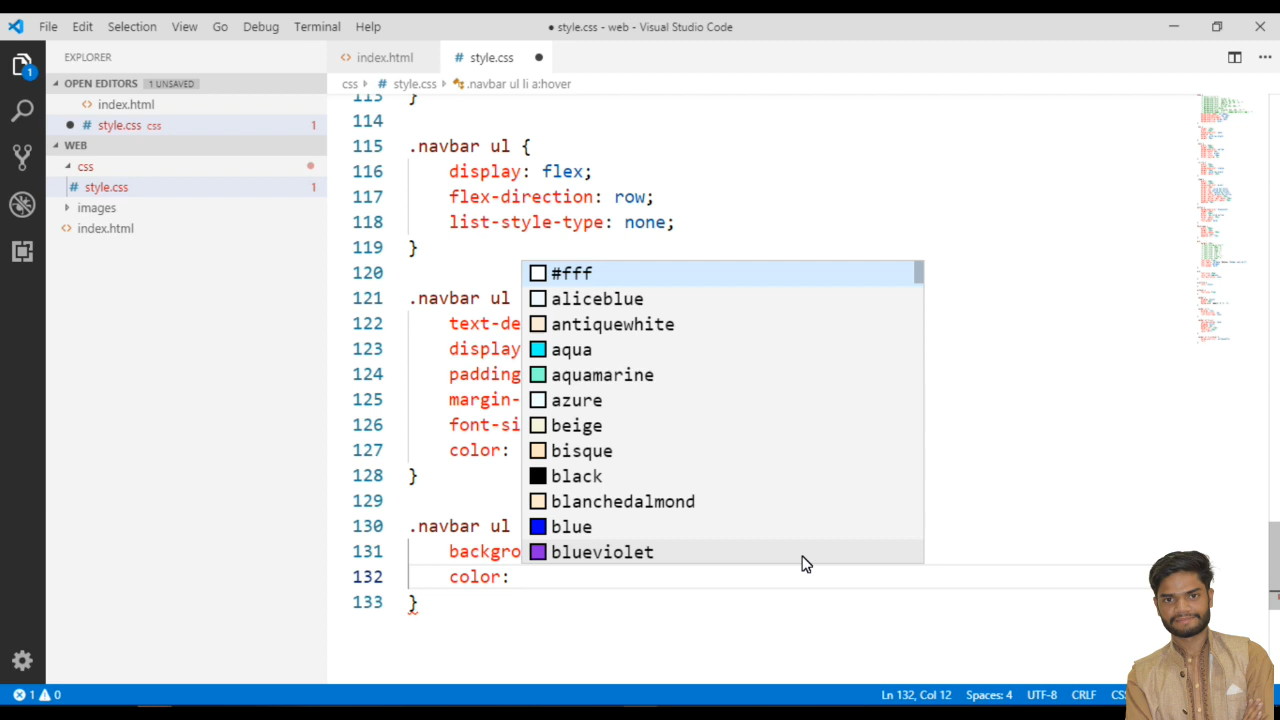 File Edit Selection View Go Debug Terminal Help
● style.css - web - Visual Studio Code
EXPLORER
index.html
style.css
OPEN EDITORS 1 UNSAVED
css style.css .navbar ul li a:hover
index.html
style.css css 1
WEB
css
style.css 1
images
index.html
1
113 }
114
115 .navbar ul {
116 display: flex;
117 flex-direction: row;
118 list-style-type: none;
119 }
120
121 .navbar ul
122 text-de
123 display
124 padding
125 margin-
126 font-si
127 color:
128 }
129
130 .navbar ul
131 backgro
132 color:
133 }
#fff
aliceblue
antiquewhite
aqua
aquamarine
azure
beige
bisque
black
blanchedalmond
blue
blueviolet
1 0
Ln 132, Col 12 Spaces: 4 UTF-8 CRLF CSS